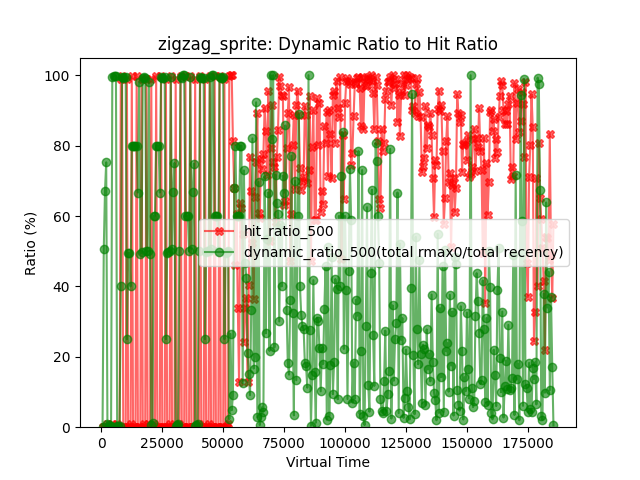 zigzag_sprite: Dynamic Ratio to Hit Ratio
100
80
60
40
20
0
Ratio (%)
hit_ratio_500
dynamic_ratio_500(total rmax0/total recency)
0 25000 50000 75000 100000 125000 150000 175000
Virtual Time